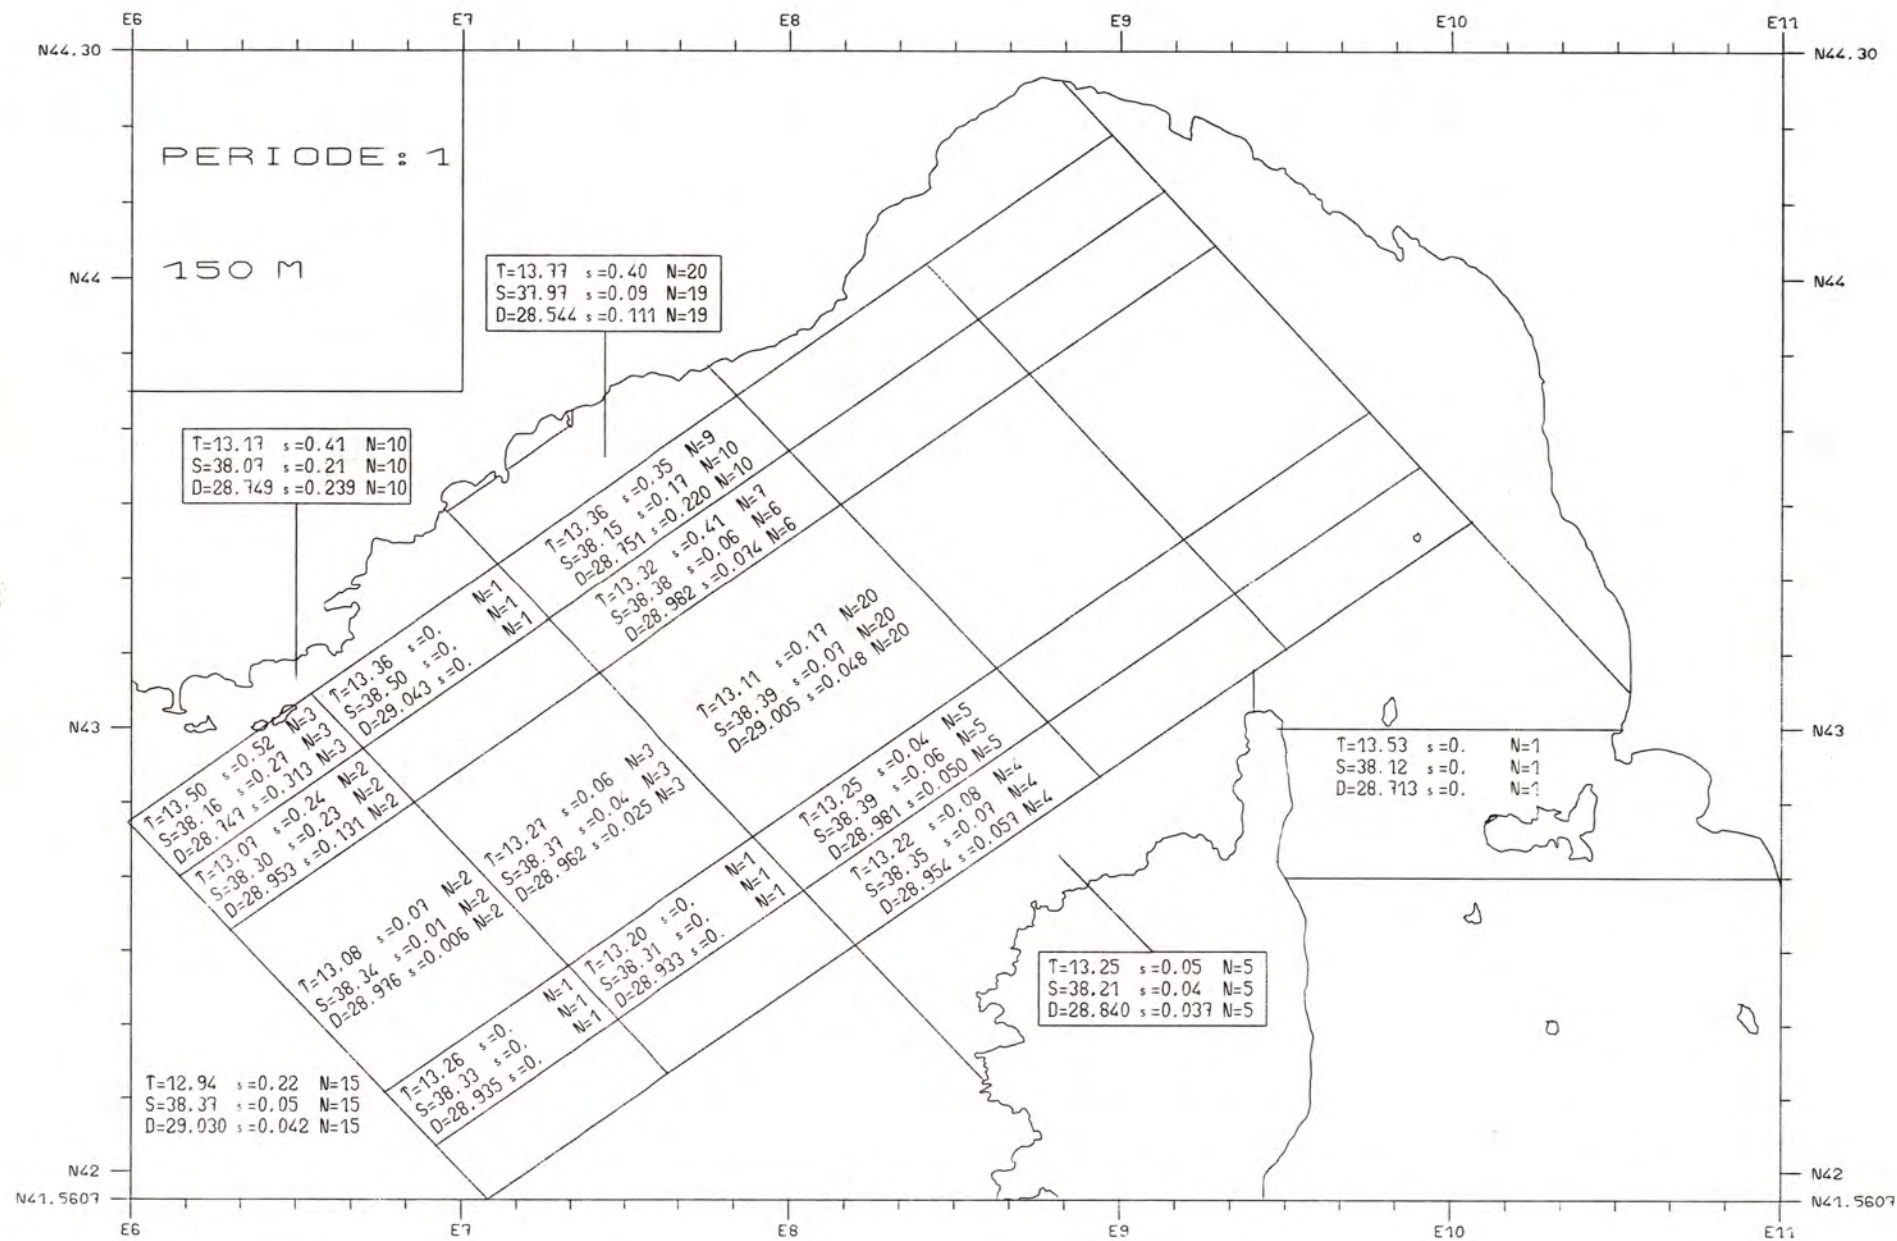 E6 E7 E8 E9 E10 E11
N44.30 N44.30
PERIODE: 1
150 M
N44 N44
T=13.77 s=0.40 N=20
S=37.97 s=0.09 N=19
D=28.544 s=0.111 N=19
T=13.17 s=0.41 N=10
S=38.07 s=0.21 N=10
D=28.749 s=0.239 N=10
T=13.36 s=0.35 N=9
S=38.15 s=0.17 N=10
D=28.751 s=0.220 N=10
T=13.32 s=0.41 N=7
S=38.38 s=0.06 N=6
D=28.982 s=0.074 N=6
T=13.36 s=0. N=1
S=38.50 s=0. N=1
D=29.043 s=0. N=1
T=13.11 s=0.17 N=20
S=38.39 s=0.07 N=20
D=29.005 s=0.048 N=20
N43 N43
T=13.50 s=0.52 N=3
S=38.16 s=0.27 N=3
D=28.747 s=0.313 N=3
T=13.07 s=0.24 N=2
S=38.30 s=0.23 N=2
D=28.953 s=0.131 N=2
T=13.27 s=0.06 N=3
S=38.37 s=0.04 N=3
D=28.962 s=0.025 N=3
T=13.25 s=0.04 N=5
S=38.39 s=0.06 N=5
D=28.981 s=0.050 N=5
T=13.22 s=0.08 N=4
S=38.35 s=0.07 N=4
D=28.954 s=0.057 N=4
T=13.53 s=0. N=1
S=38.12 s=0. N=1
D=28.713 s=0. N=1
T=13.08 s=0.07 N=2
S=38.34 s=0.01 N=2
D=28.976 s=0.006 N=2
T=13.20 s=0. N=1
S=38.31 s=0. N=1
D=28.933 s=0. N=1
T=13.25 s=0.05 N=5
S=38.21 s=0.04 N=5
D=28.840 s=0.037 N=5
T=13.26 s=0. N=1
S=38.33 s=0. N=1
D=28.935 s=0. N=1
T=12.94 s=0.22 N=15
S=38.37 s=0.05 N=15
D=29.030 s=0.042 N=15
N42 N42
N41.5607 N41.5607
E6 E7 E8 E9 E10 E11